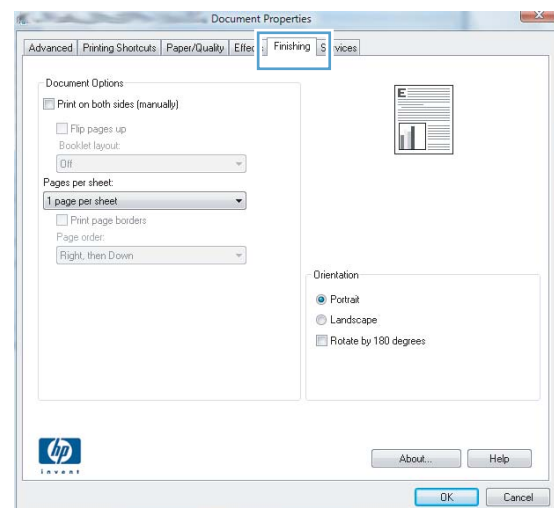 Document Properties
Advanced Printing Shortcuts Paper/Quality Finishing
Document Options
Print on both sides (manually)
Flip pages up
Booklet layout:
Off
Pages per sheet:
1 page per sheet
Print page borders
Page order:
Right, then Down
E
Orientation
Portrait
Landscape
Rotate by 180 degrees
hp
invent
About... Help
OK Cancel